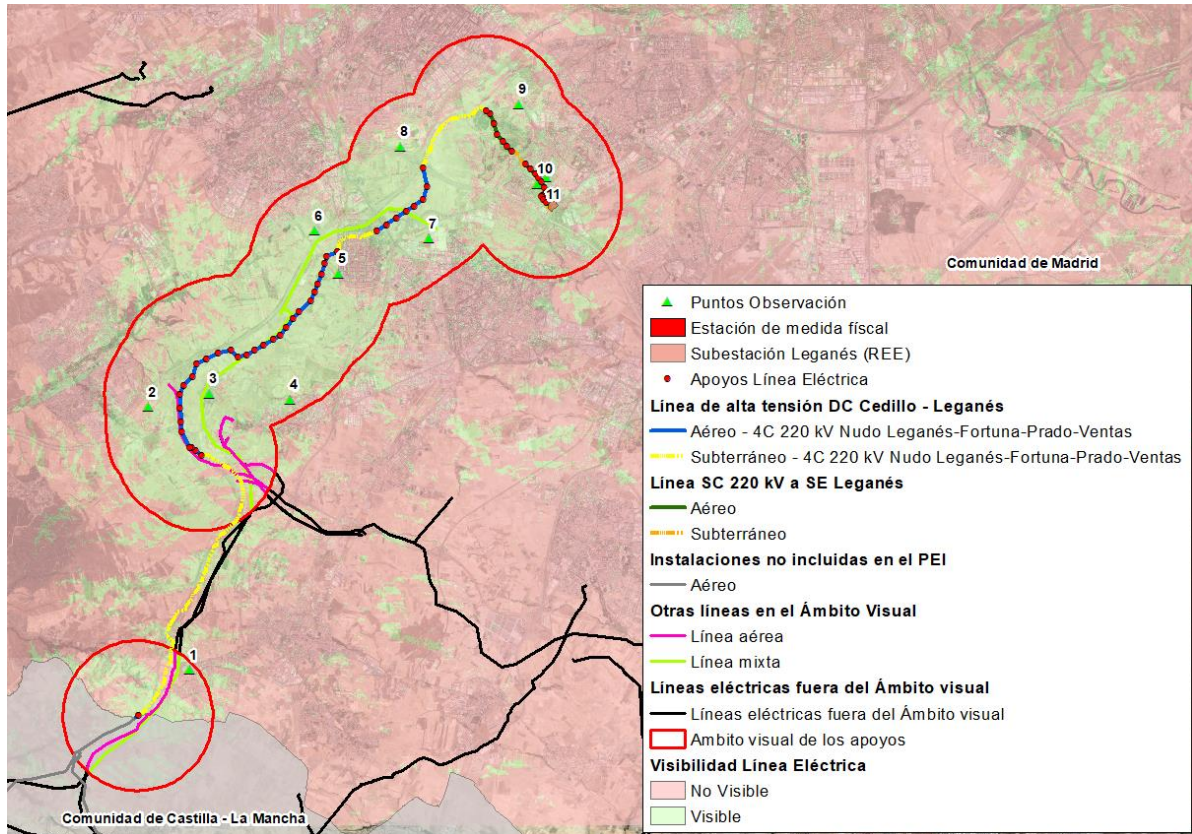 9
8
10
11
6
7
5
Comunidad de Madrid
2
3
4
1
Comunidad de Castilla - La Mancha
Puntos Observación
Estación de medida físcal
Subestación Leganés (REE)
Apoyos Línea Eléctrica
Línea de alta tensión DC Cedillo - Leganés
Aéreo - 4C 220 kV Nudo Leganés-Fortuna-Prado-Ventas
Subterráneo - 4C 220 kV Nudo Leganés-Fortuna-Prado-Ventas
Línea SC 220 kV a SE Leganés
Aéreo
Subterráneo
Instalaciones no incluidas en el PEI
Aéreo
Otras líneas en el Ámbito Visual
Línea aérea
Línea mixta
Líneas eléctricas fuera del Ámbito visual
Líneas eléctricas fuera del Ámbito visual
Ambito visual de los apoyos
Visibilidad Línea Eléctrica
No Visible
Visible